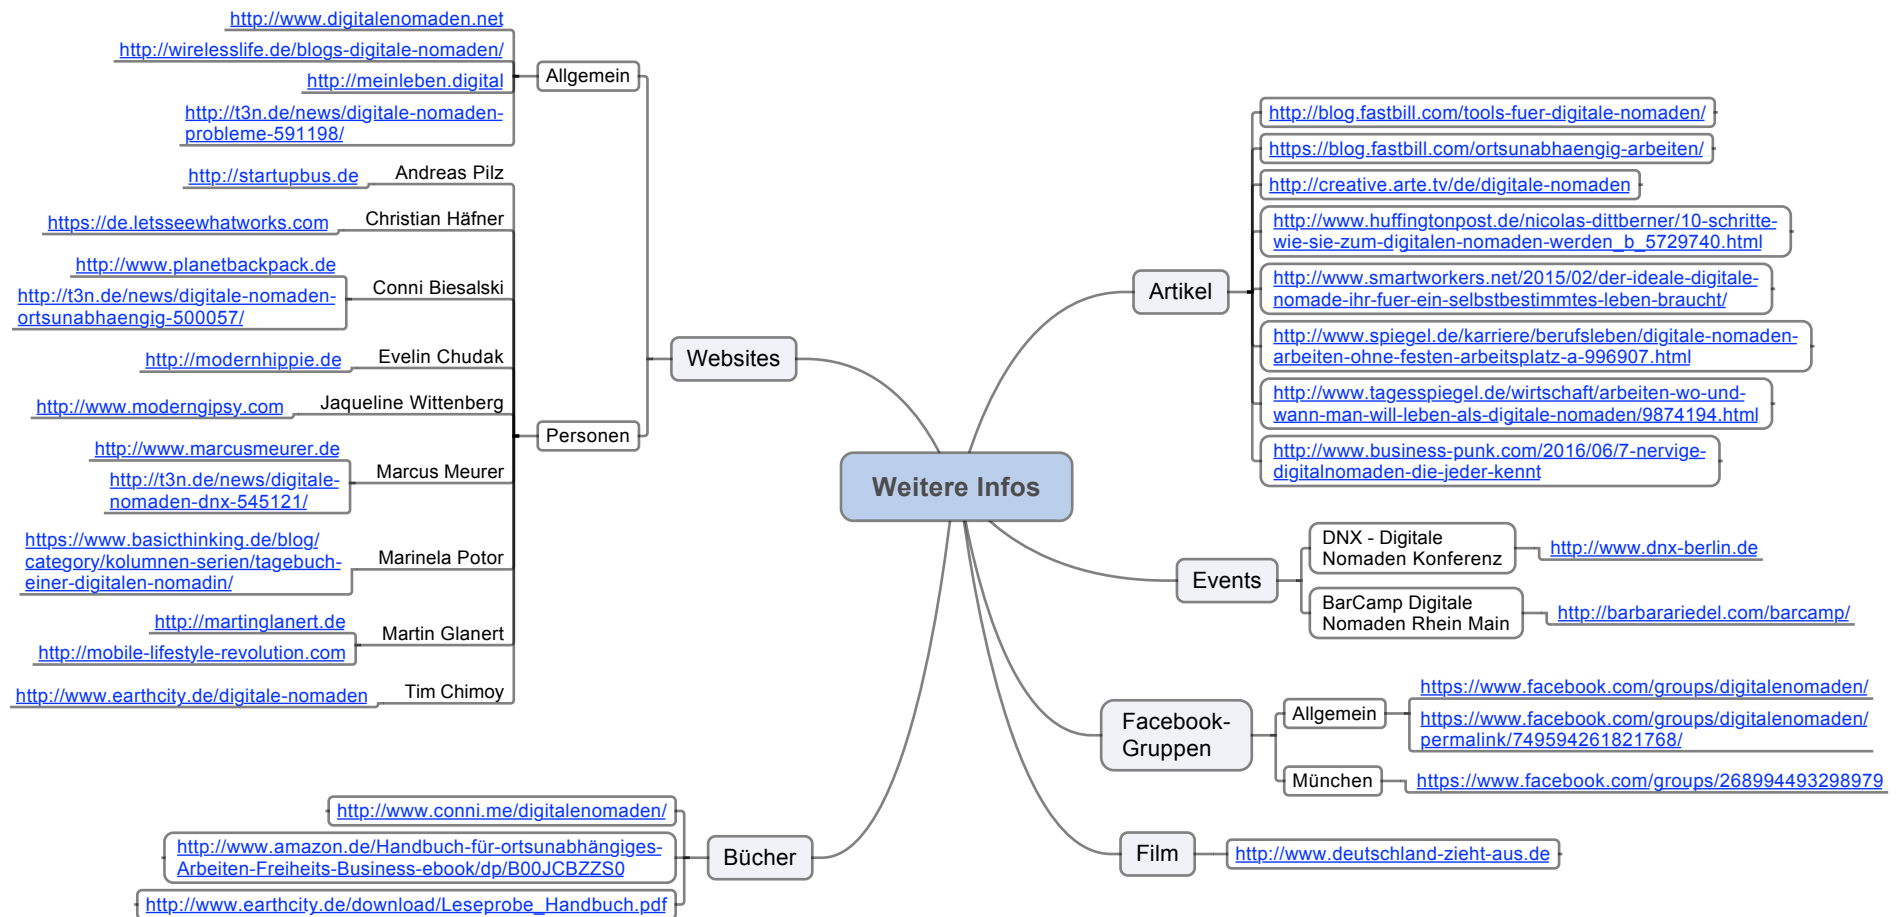 Weitere Infos
Websites
Allgemein
http://www.digitalenomaden.net
http://wirelesslife.de/blogs-digitale-nomaden/
http://meinleben.digital
http://t3n.de/news/digitale-nomaden-
probleme-591198/
Personen
Andreas Pilz
http://startupbus.de
Christian Häfner
https://de.letsseewhatworks.com
Conni Biesalski
http://www.planetbackpack.de
http://t3n.de/news/digitale-nomaden-
ortsunabhaengig-500057/
Evelin Chudak
http://modernhippie.de
Jaqueline Wittenberg
http://www.moderngipsy.com
Marcus Meurer
http://www.marcusmeurer.de
http://t3n.de/news/digitale-
nomaden-dnx-545121/
Marinela Potor
https://www.basicthinking.de/blog/
category/kolumnen-serien/tagebuch-
einer-digitalen-nomadin/
Martin Glanert
http://martinglanert.de
http://mobile-lifestyle-revolution.com
Tim Chimoy
http://www.earthcity.de/digitale-nomaden
Bücher
http://www.conni.me/digitalenomaden/
http://www.amazon.de/Handbuch-für-ortsunabhängiges-
Arbeiten-Freiheits-Business-ebook/dp/B00JCBZZS0
http://www.earthcity.de/download/Leseprobe_Handbuch.pdf
Artikel
http://blog.fastbill.com/tools-fuer-digitale-nomaden/
https://blog.fastbill.com/ortsunabhaengig-arbeiten/
http://creative.arte.tv/de/digitale-nomaden
http://www.huffingtonpost.de/nicolas-dittberner/10-schritte-
wie-sie-zum-digitalen-nomaden-werden_b_5729740.html
http://www.smartworkers.net/2015/02/der-ideale-digitale-
nomade-ihr-fuer-ein-selbstbestimmtes-leben-braucht/
http://www.spiegel.de/karriere/berufsleben/digitale-nomaden-
arbeiten-ohne-festen-arbeitsplatz-a-996907.html
http://www.tagesspiegel.de/wirtschaft/arbeiten-wo-und-
wann-man-will-leben-als-digitale-nomaden/9874194.html
http://www.business-punk.com/2016/06/7-nervige-
digitalnomaden-die-jeder-kennt
Events
DNX - Digitale
Nomaden Konferenz
http://www.dnx-berlin.de
BarCamp Digitale
Nomaden Rhein Main
http://barbarariedel.com/barcamp/
Facebook-
Gruppen
Allgemein
https://www.facebook.com/groups/digitalenomaden/
https://www.facebook.com/groups/digitalenomaden/
permalink/749594261821768/
München
https://www.facebook.com/groups/268994493298979
Film
http://www.deutschland-zieht-aus.de